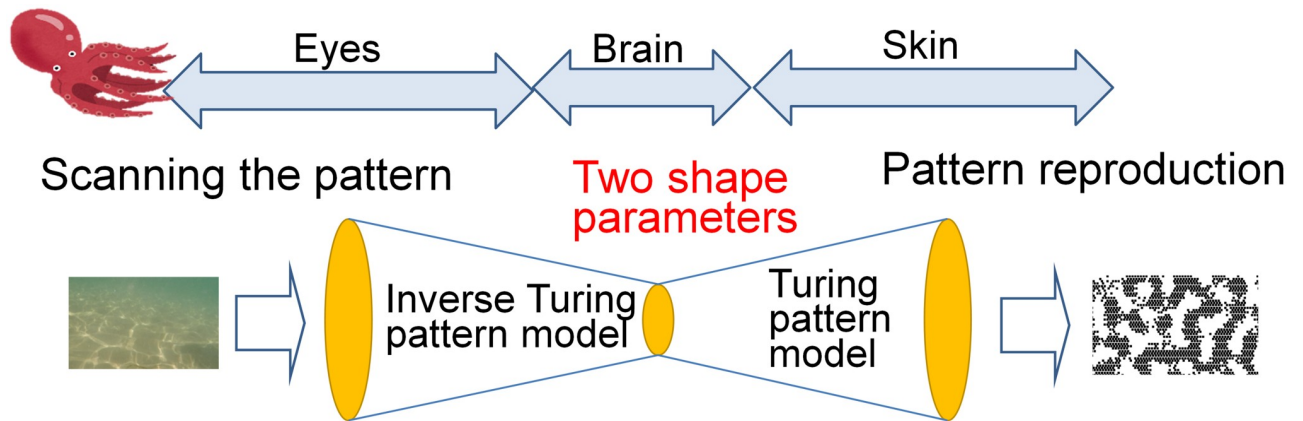 Eyes
Brain
Skin
Scanning the pattern
Two shape
parameters
Pattern reproduction
Inverse Turing
pattern model
Turing
pattern
model